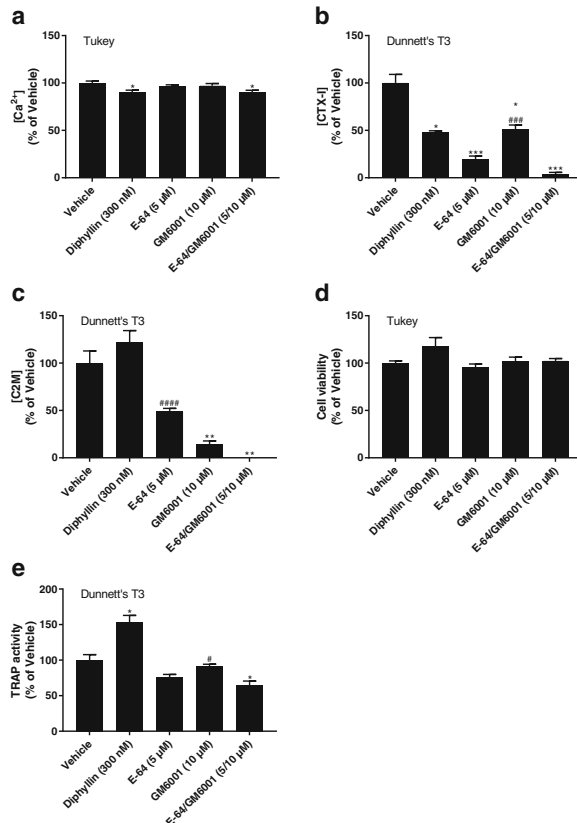 a
Tukey
[Ca²⁺]
(% of Vehicle)
150
100
50
0
Vehicle
Diphyllin (300 nM)
E-64 (5 µM)
GM6001 (10 µM)
E-64/GM6001 (5/10 µM)
*
*
b
Dunnett's T3
[CTX-I]
(% of Vehicle)
150
100
50
0
Vehicle
Diphyllin (300 nM)
E-64 (5 µM)
GM6001 (10 µM)
E-64/GM6001 (5/10 µM)
*
***
*
###
***
c
Dunnett's T3
[C2M]
(% of Vehicle)
150
100
50
0
Vehicle
Diphyllin (300 nM)
E-64 (5 µM)
GM6001 (10 µM)
E-64/GM6001 (5/10 µM)
####
**
**
d
Tukey
Cell viability
(% of Vehicle)
150
100
50
0
Vehicle
Diphyllin (300 nM)
E-64 (5 µM)
GM6001 (10 µM)
E-64/GM6001 (5/10 µM)
e
Dunnett's T3
TRAP activity
(% of Vehicle)
200
150
100
50
0
Vehicle
Diphyllin (300 nM)
E-64 (5 µM)
GM6001 (10 µM)
E-64/GM6001 (5/10 µM)
*
#
*